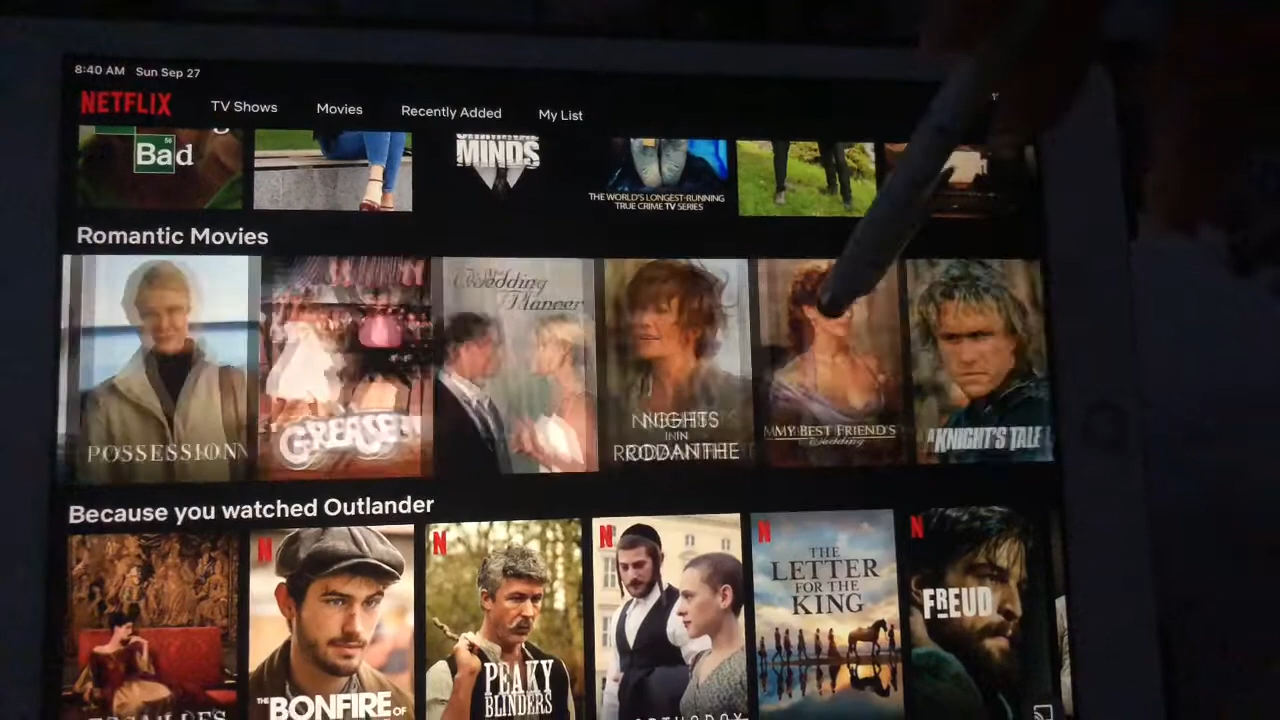 8:40 AM Sun Sep 27
NETFLIX TV Shows Movies Recently Added My List
Bad
MINDS
THE WORLD'S LONGEST-RUNNING
TRUE CRIME TV SERIES
Romantic Movies
POSSESSION
GREASE
The Wedding
Planner
NIGHTS
IN
RODANTHE
MY BEST FRIEND'S
Wedding
A KNIGHT'S TALE
Because you watched Outlander
THE BONFIRE OF
N
PEAKY
BLINDERS
N
N
N
THE
LETTER
FOR THE
KING
N
FREUD